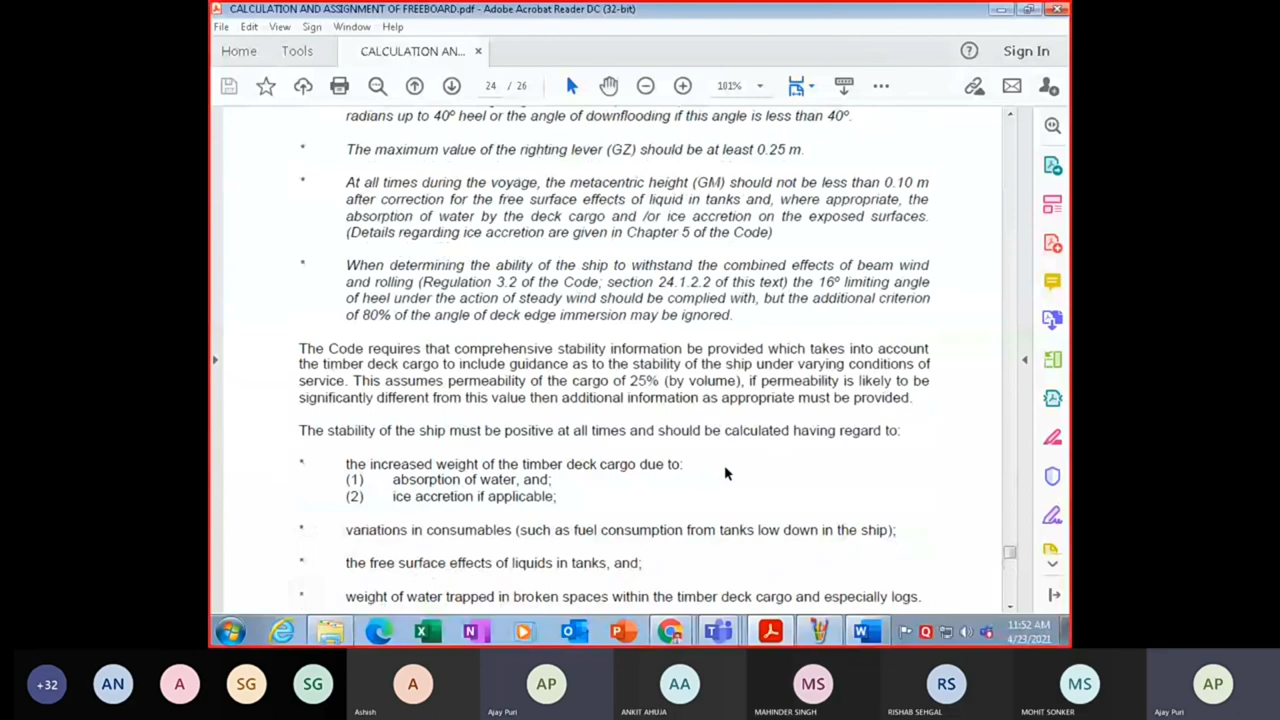 CALCULATION AND ASSIGNMENT OF FREEBOARD.pdf - Adobe Acrobat Reader DC (32-bit)
File Edit View Sign Window Help
Home Tools CALCULATION AN... × Sign In
24 / 26 101%
radians up to 40º heel or the angle of downflooding if this angle is less than 40º.
* The maximum value of the righting lever (GZ) should be at least 0.25 m.
* At all times during the voyage, the metacentric height (GM) should not be less than 0.10 m
after correction for the free surface effects of liquid in tanks and, where appropriate, the
absorption of water by the deck cargo and /or ice accretion on the exposed surfaces.
(Details regarding ice accretion are given in Chapter 5 of the Code)
* When determining the ability of the ship to withstand the combined effects of beam wind
and rolling (Regulation 3.2 of the Code; section 24.1.2.2 of this text) the 16º limiting angle
of heel under the action of steady wind should be complied with, but the additional criterion
of 80% of the angle of deck edge immersion may be ignored.
The Code requires that comprehensive stability information be provided which takes into account
the timber deck cargo to include guidance as to the stability of the ship under varying conditions of
service. This assumes permeability of the cargo of 25% (by volume), if permeability is likely to be
significantly different from this value then additional information as appropriate must be provided.
The stability of the ship must be positive at all times and should be calculated having regard to:
* the increased weight of the timber deck cargo due to:
(1) absorption of water, and;
(2) ice accretion if applicable;
* variations in consumables (such as fuel consumption from tanks low down in the ship);
* the free surface effects of liquids in tanks, and;
* weight of water trapped in broken spaces within the timber deck cargo and especially logs.
11:52 AM
4/23/2021
+32 AN A SG SG A AP AA MS RS MS AP
Ashish Ajay Puri ANKIT AHUJA MAHINDER SINGH RISHAB SEHGAL MOHIT SONKER Ajay Puri